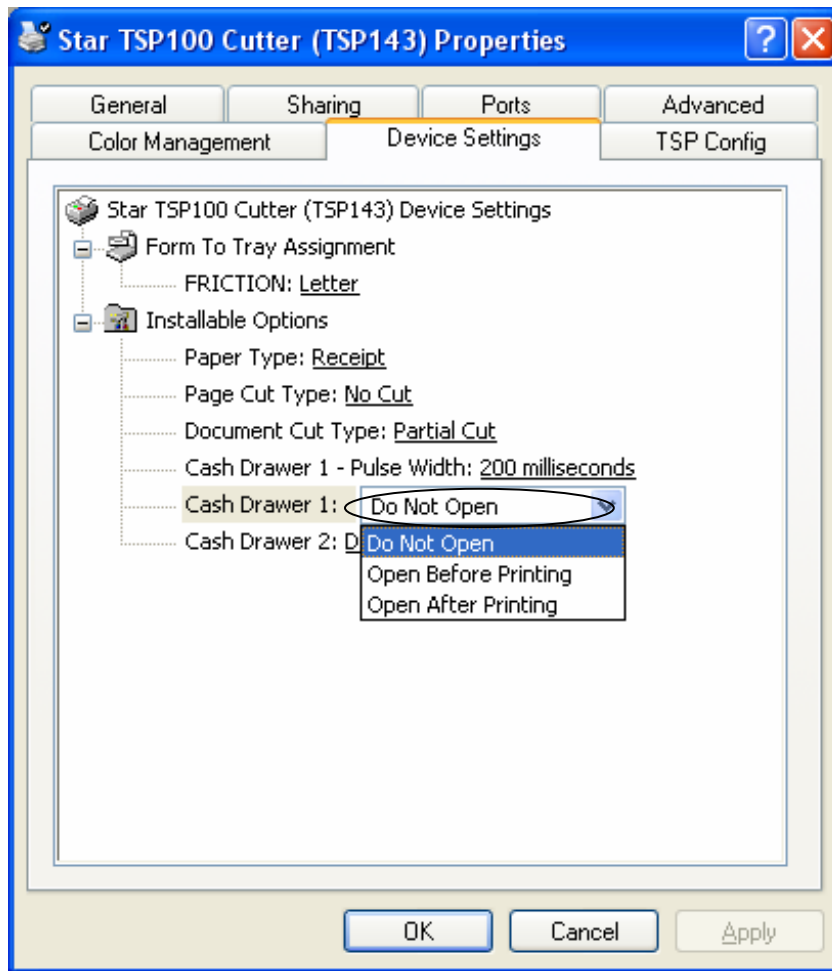 Star TSP100 Cutter (TSP143) Properties
General Sharing Ports Advanced
Color Management Device Settings TSP Config
Star TSP100 Cutter (TSP143) Device Settings
Form To Tray Assignment
FRICTION: Letter
Installable Options
Paper Type: Receipt
Page Cut Type: No Cut
Document Cut Type: Partial Cut
Cash Drawer 1 - Pulse Width: 200 milliseconds
Cash Drawer 1: Do Not Open
Cash Drawer 2: D
Do Not Open
Open Before Printing
Open After Printing
OK Cancel Apply